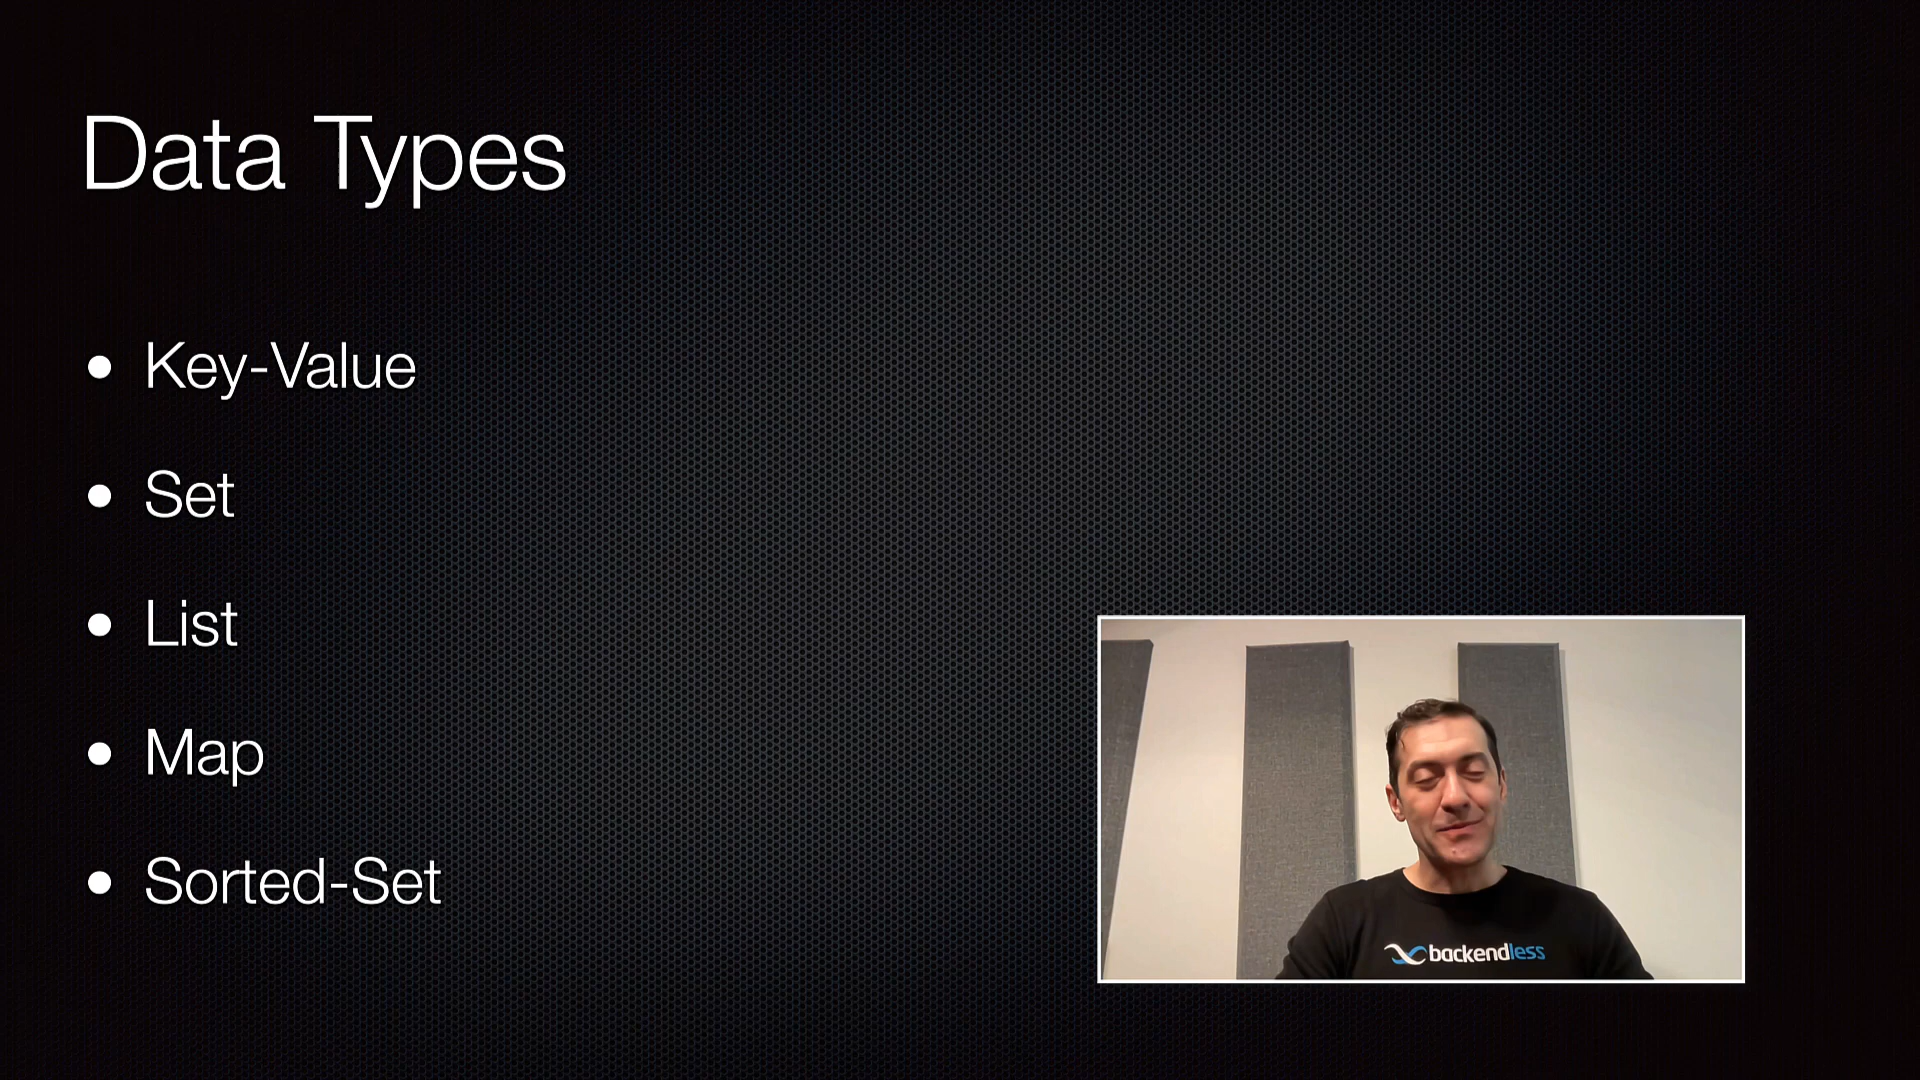 Data Types
• Key-Value
• Set
• List
• Map
• Sorted-Set
backendless